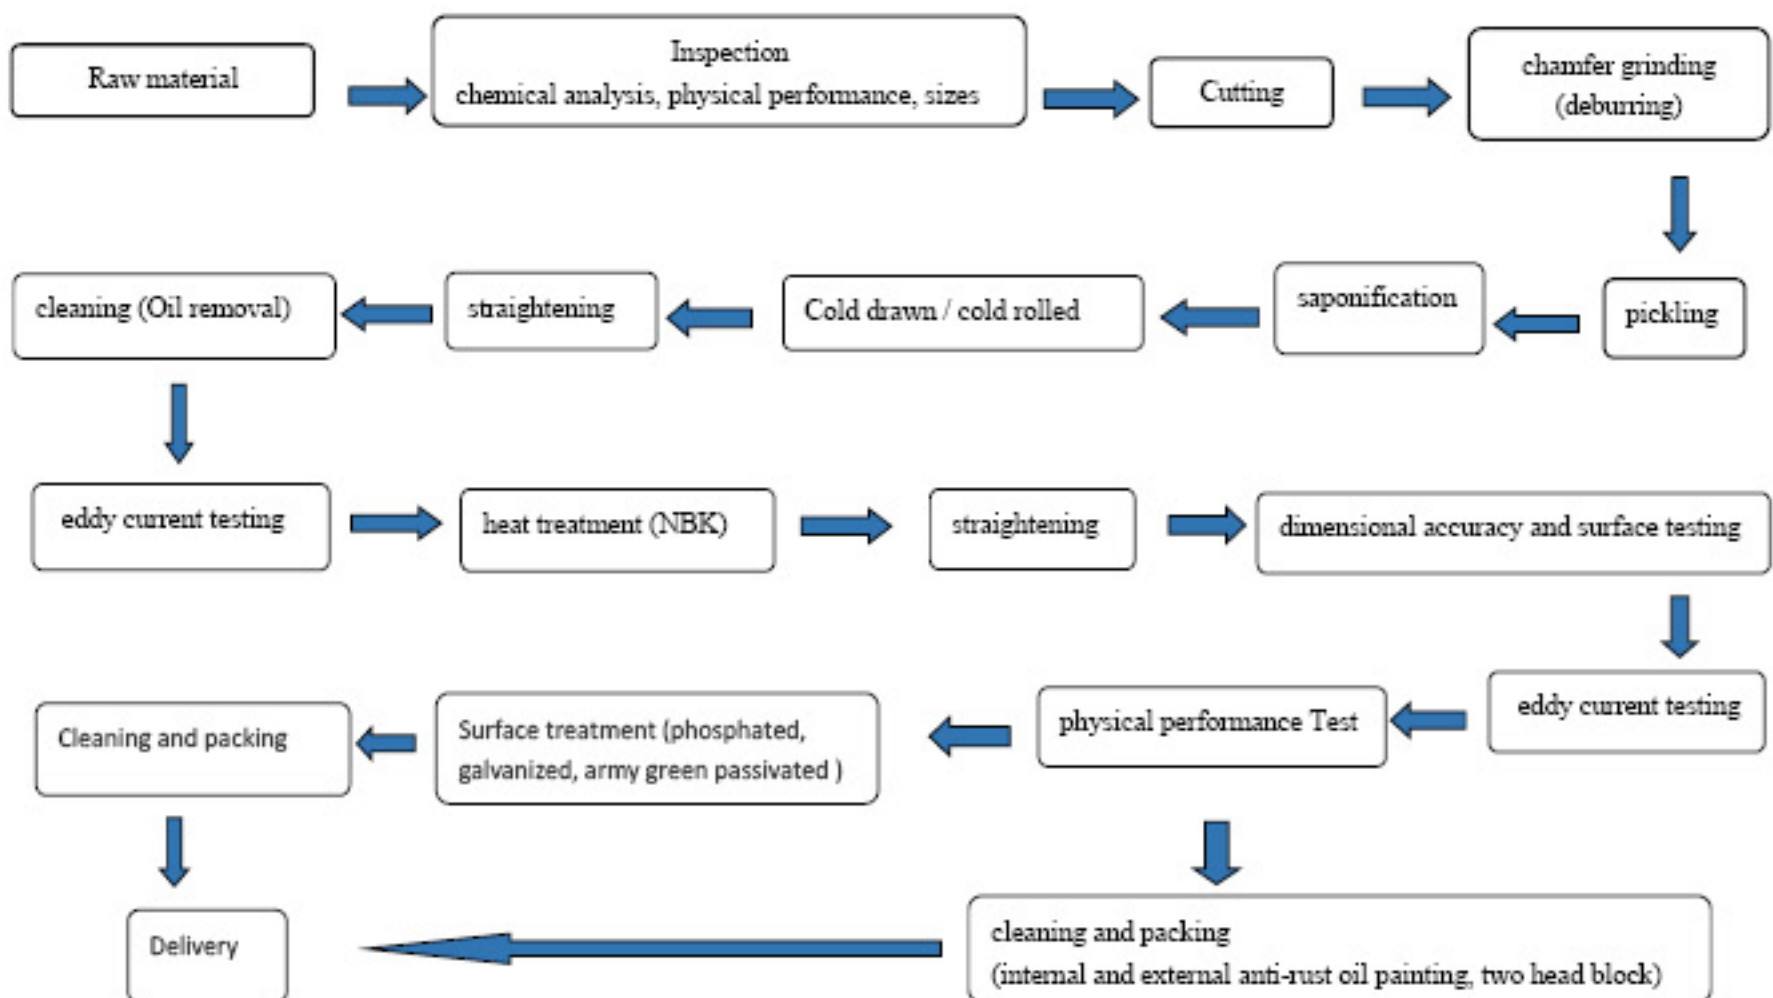 Raw material
Inspection
chemical analysis, physical performance, sizes
Cutting
chamfer grinding
(deburring)
cleaning (Oil removal)
straightening
Cold drawn / cold rolled
saponification
pickling
eddy current testing
heat treatment (NBK)
straightening
dimensional accuracy and surface testing
Cleaning and packing
Surface treatment (phosphated,
galvanized, army green passivated )
physical performance Test
eddy current testing
Delivery
cleaning and packing
(internal and external anti-rust oil painting, two head block)